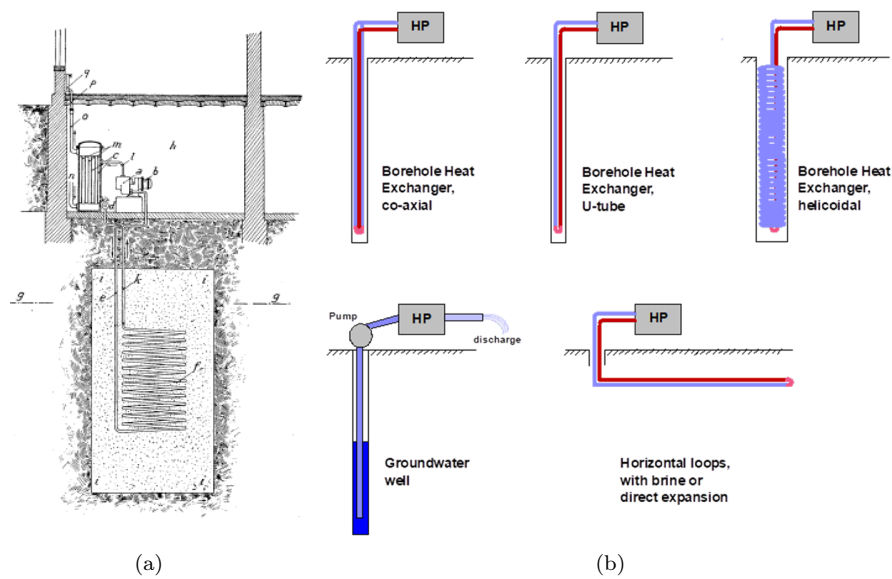 q
p
o
m
c
l
h
a b
n
d
i k i
e
g g
f
i i
(a)
HP
HP
HP
Borehole Heat
Exchanger,
co-axial
Borehole Heat
Exchanger,
U-tube
Borehole Heat
Exchanger,
helicoidal
Pump
HP
discharge
HP
Groundwater
well
Horizontal loops,
with brine or
direct expansion
(b)